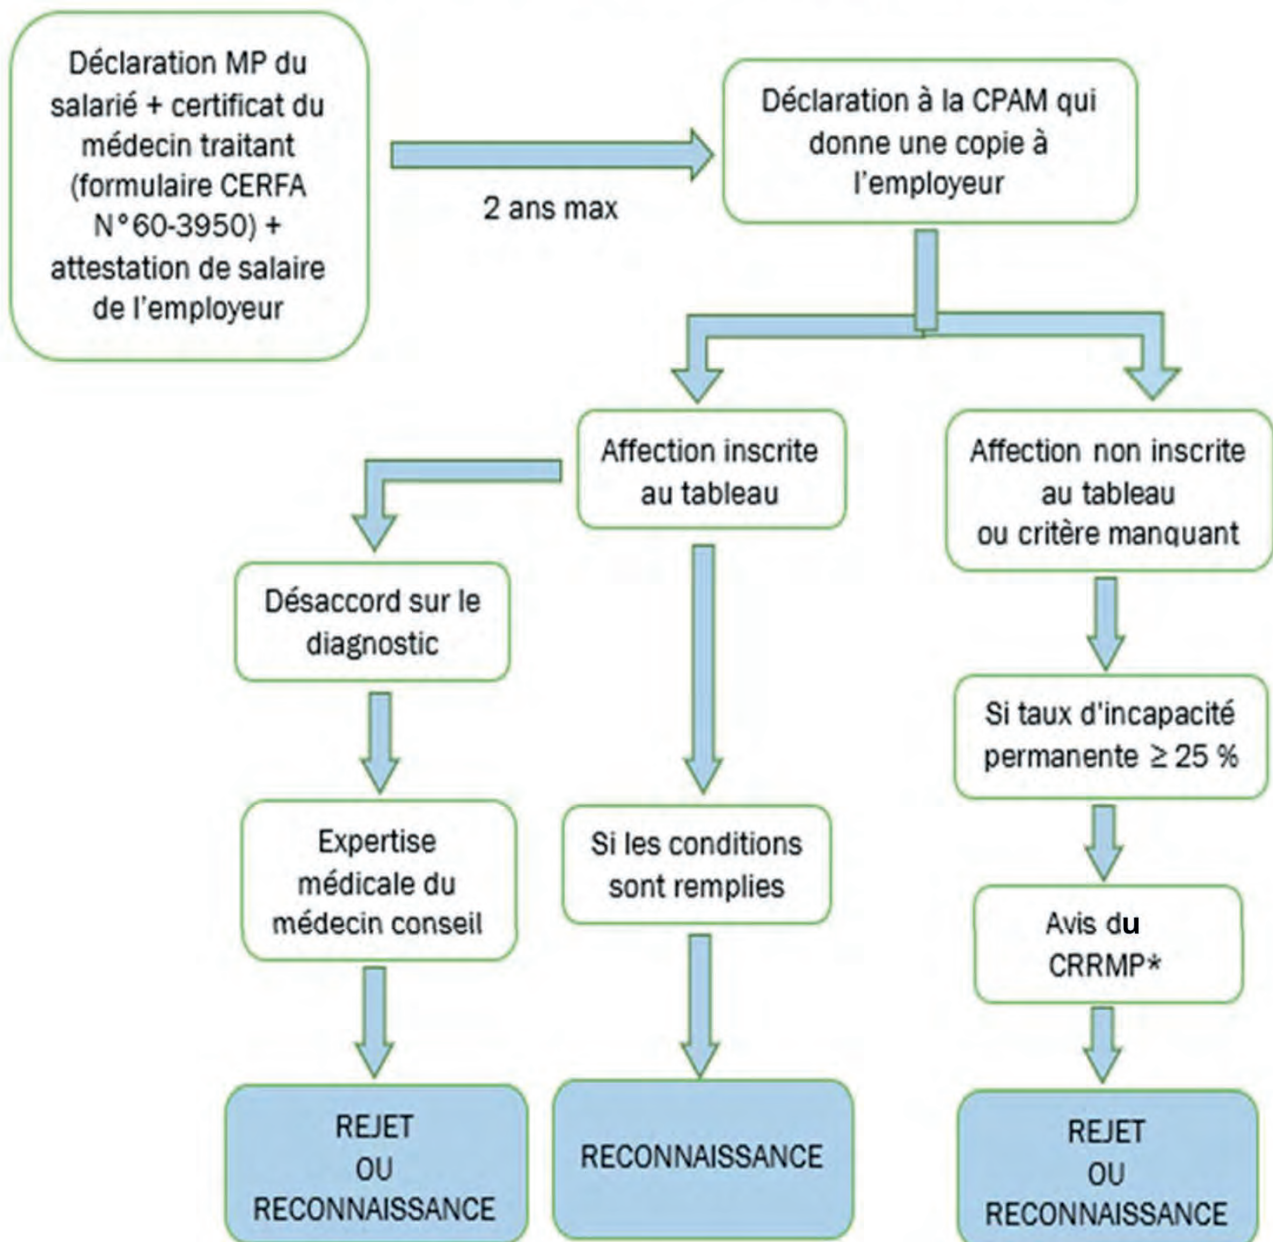 Déclaration MP du
salarié + certificat du
médecin traitant
(formulaire CERFA
N°60-3950) +
attestation de salaire
de l'employeur
2 ans max
Déclaration à la CPAM qui
donne une copie à
l'employeur
Affection inscrite
au tableau
Affection non inscrite
au tableau
ou critère manquant
Désaccord sur le
diagnostic
Si taux d'incapacité
permanente ≥ 25 %
Expertise
médicale du
médecin conseil
Si les conditions
sont remplies
Avis du
CRRMP*
REJET
OU
RECONNAISSANCE
RECONNAISSANCE
REJET
OU
RECONNAISSANCE